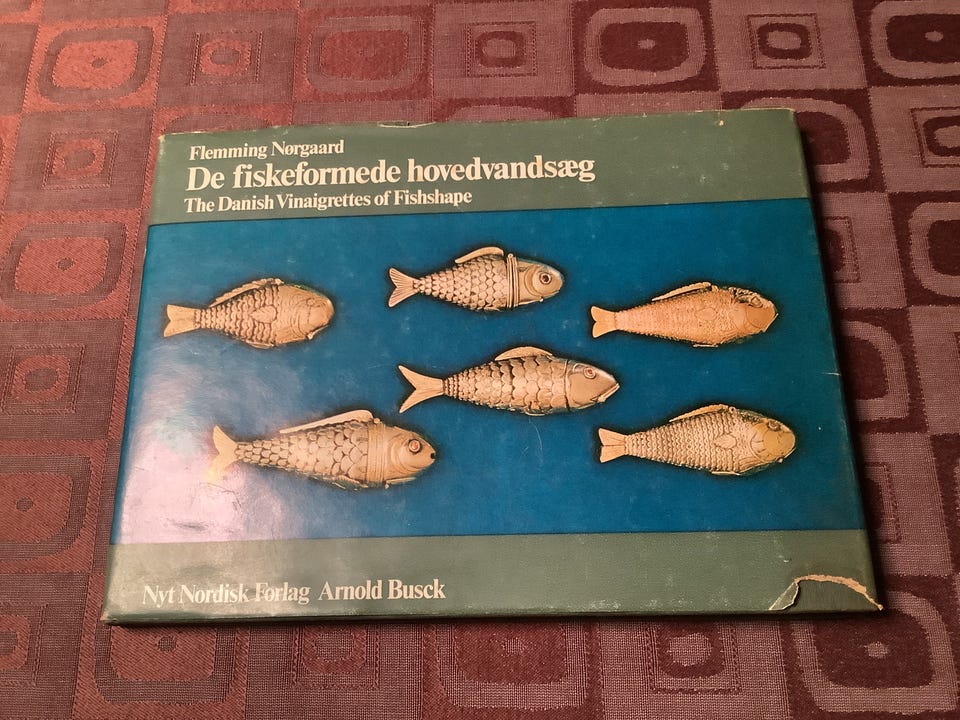 Flemming Nørgaard
De fiskeformede hovedvandsæg
The Danish Vinaigrettes of Fishshape
Nyt Nordisk Forlag Arnold Busck